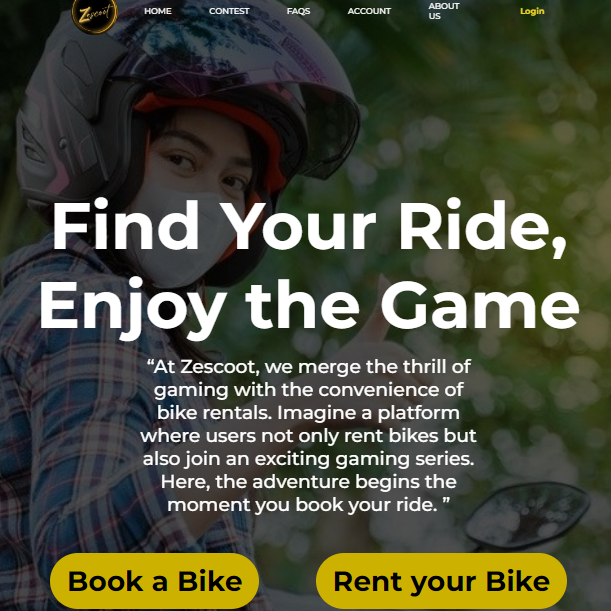 Zescoot
HOME
CONTEST
FAQS
ACCOUNT
ABOUT
US
Login
Find Your Ride,
Enjoy the Game
“At Zescoot, we merge the thrill of
gaming with the convenience of
bike rentals. Imagine a platform
where users not only rent bikes but
also join an exciting gaming series.
Here, the adventure begins the
moment you book your ride. ”
Book a Bike
Rent your Bike